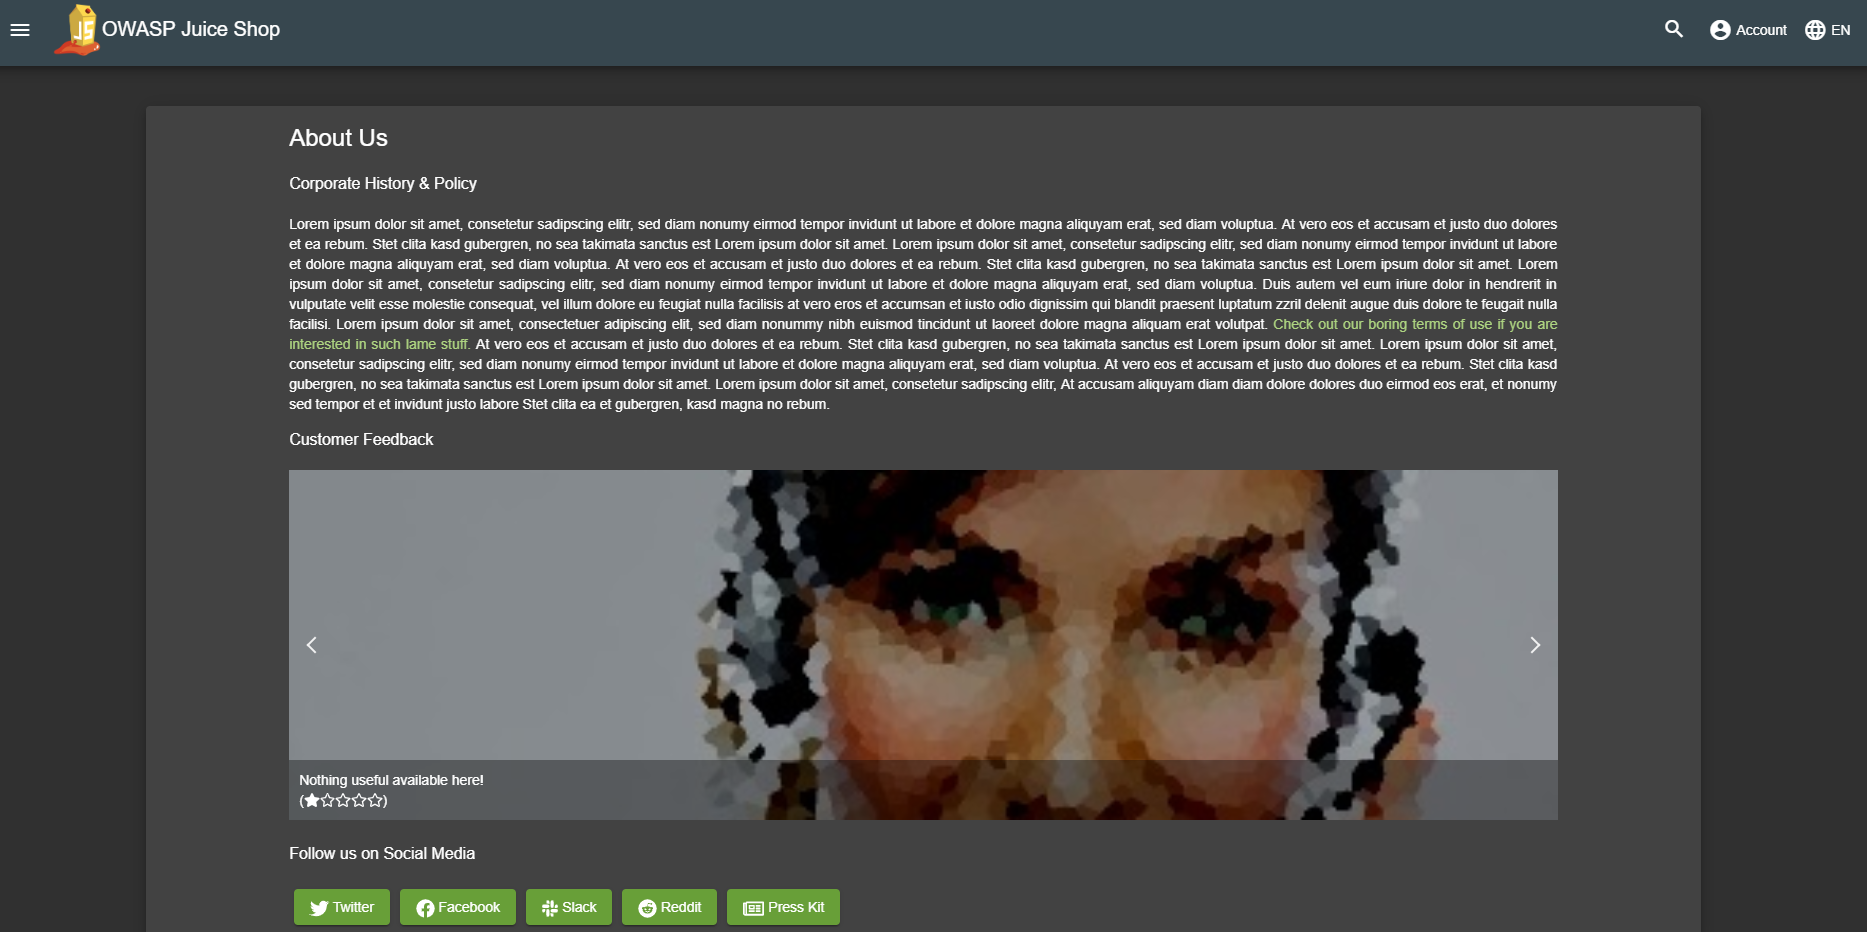 OWASP Juice Shop
Account
EN
About Us
Corporate History & Policy
Lorem ipsum dolor sit amet, consetetur sadipscing elitr, sed diam nonumy eirmod tempor invidunt ut labore et dolore magna aliquyam erat, sed diam voluptua. At vero eos et accusam et justo duo dolores
et ea rebum. Stet clita kasd gubergren, no sea takimata sanctus est Lorem ipsum dolor sit amet. Lorem ipsum dolor sit amet, consetetur sadipscing elitr, sed diam nonumy eirmod tempor invidunt ut labore
et dolore magna aliquyam erat, sed diam voluptua. At vero eos et accusam et justo duo dolores et ea rebum. Stet clita kasd gubergren, no sea takimata sanctus est Lorem ipsum dolor sit amet. Lorem
ipsum dolor sit amet, consetetur sadipscing elitr, sed diam nonumy eirmod tempor invidunt ut labore et dolore magna aliquyam erat, sed diam voluptua. Duis autem vel eum iriure dolor in hendrerit in
vulputate velit esse molestie consequat, vel illum dolore eu feugiat nulla facilisis at vero eros et accumsan et iusto odio dignissim qui blandit praesent luptatum zzril delenit augue duis dolore te feugait nulla
facilisi. Lorem ipsum dolor sit amet, consectetuer adipiscing elit, sed diam nonummy nibh euismod tincidunt ut laoreet dolore magna aliquam erat volutpat. Check out our boring terms of use if you are
interested in such lame stuff. At vero eos et accusam et justo duo dolores et ea rebum. Stet clita kasd gubergren, no sea takimata sanctus est Lorem ipsum dolor sit amet. Lorem ipsum dolor sit amet,
consetetur sadipscing elitr, sed diam nonumy eirmod tempor invidunt ut labore et dolore magna aliquyam erat, sed diam voluptua. At vero eos et accusam et justo duo dolores et ea rebum. Stet clita kasd
gubergren, no sea takimata sanctus est Lorem ipsum dolor sit amet. Lorem ipsum dolor sit amet, consetetur sadipscing elitr, At accusam aliquyam diam diam dolore dolores duo eirmod eos erat, et nonumy
sed tempor et et invidunt justo labore Stet clita ea et gubergren, kasd magna no rebum.
Customer Feedback
Nothing useful available here!
(★☆☆☆☆)
Follow us on Social Media
Twitter
Facebook
Slack
Reddit
Press Kit